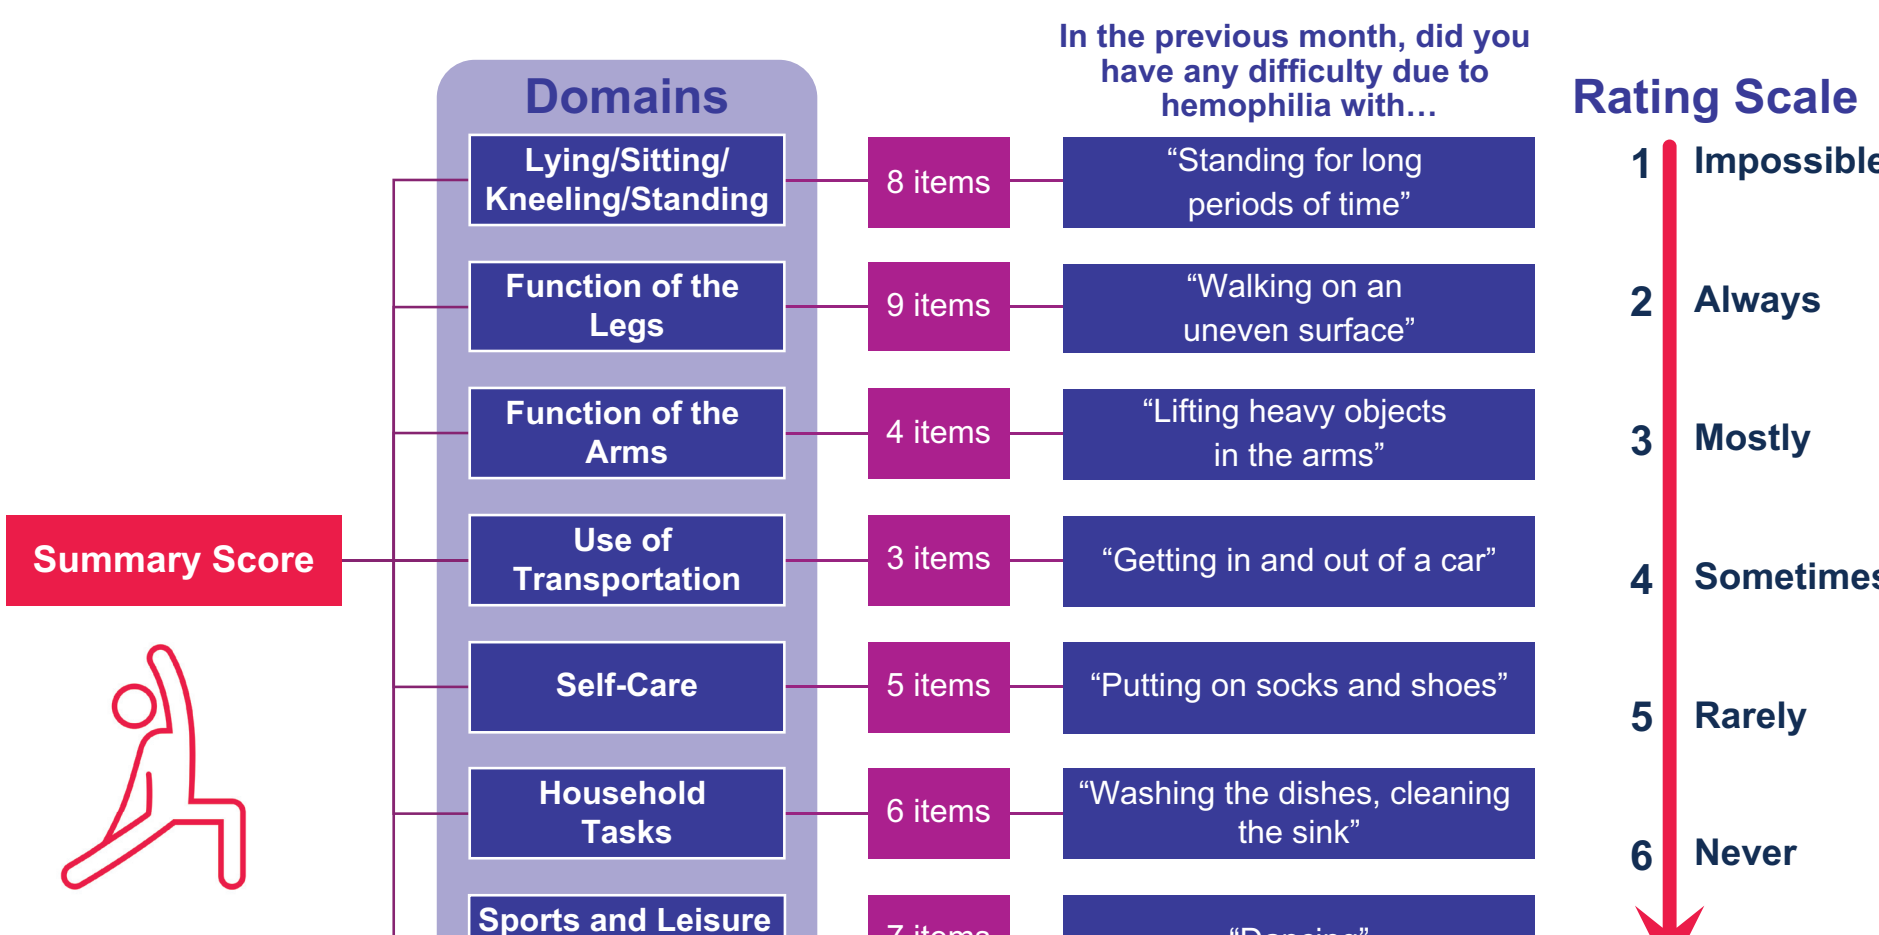 In the previous month, did you
have any difficulty due to
hemophilia with…
Domains
Rating Scale
Lying/Sitting/
Kneeling/Standing
8 items
“Standing for long
periods of time”
1 Impossible
Function of the
Legs
9 items
“Walking on an
uneven surface”
2 Always
Function of the
Arms
4 items
“Lifting heavy objects
in the arms”
3 Mostly
Summary Score
Use of
Transportation
3 items
“Getting in and out of a car”
4 Sometimes
Self-Care
5 items
“Putting on socks and shoes”
5 Rarely
Household
Tasks
6 items
“Washing the dishes, cleaning
the sink”
6 Never
Sports and Leisure
7 items
“Dancing”